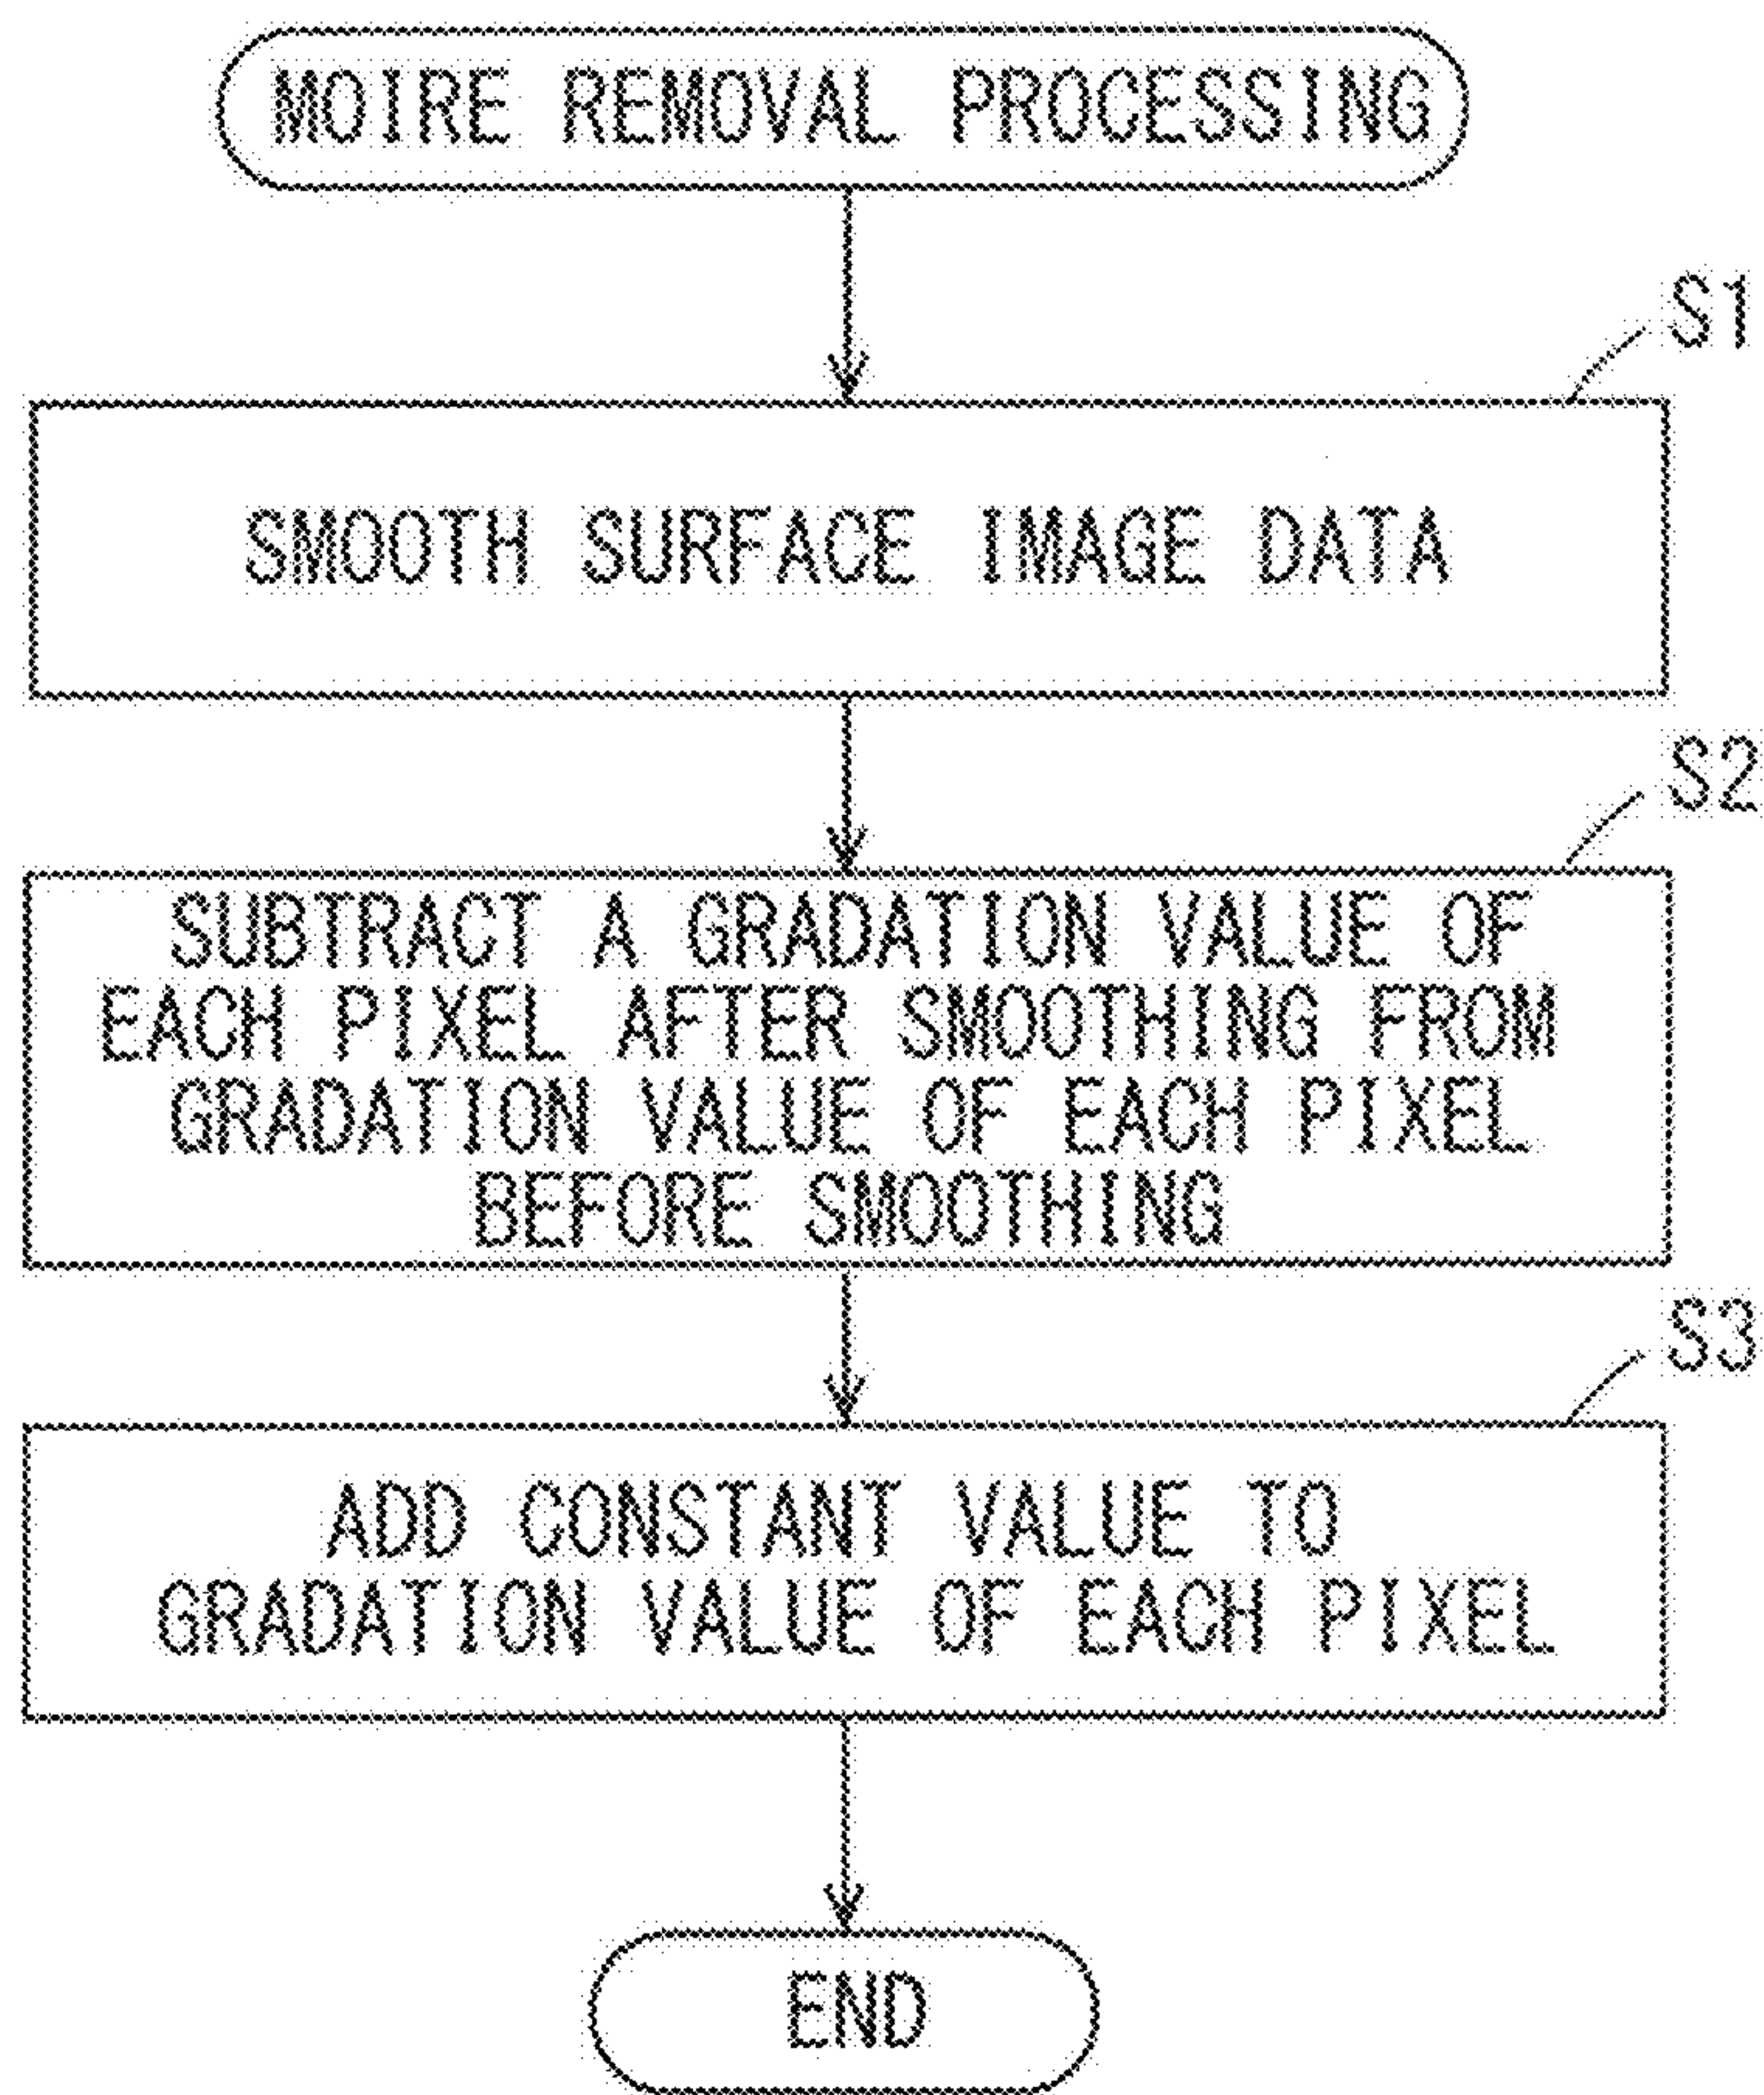 MOIRE REMOVAL PROCESSING
S1
SMOOTH SURFACE IMAGE DATA
S2
SUBTRACT A GRADATION VALUE OF
EACH PIXEL AFTER SMOOTHING FROM
GRADATION VALUE OF EACH PIXEL
BEFORE SMOOTHING
S3
ADD CONSTANT VALUE TO
GRADATION VALUE OF EACH PIXEL
END